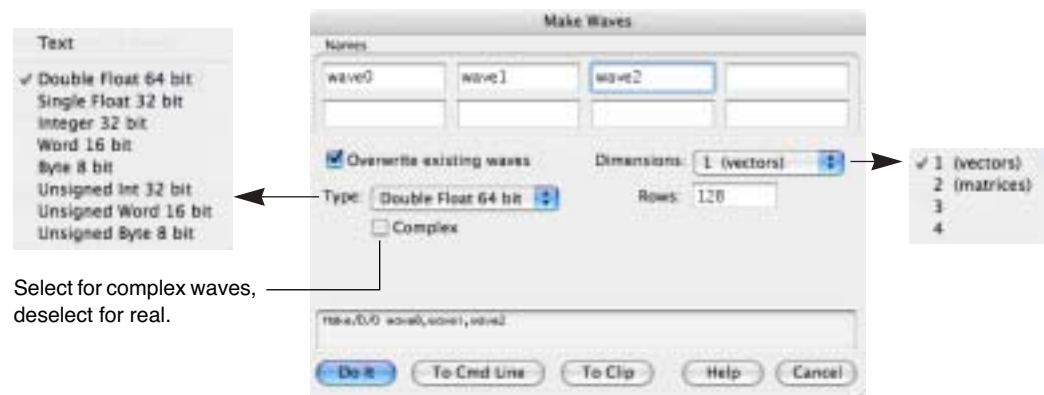 Make Waves
Names
wave0 wave1 wave2
Overwrite existing waves
Dimensions: 1 (vectors)
Type: Double Float 64 bit
Rows: 128
Complex
Make/D/O wave0,wave1,wave2
Do It To Cmd Line To Clip Help Cancel
Text
✓ Double Float 64 bit
Single Float 32 bit
Integer 32 bit
Word 16 bit
Byte 8 bit
Unsigned Int 32 bit
Unsigned Word 16 bit
Unsigned Byte 8 bit
✓ 1 (vectors)
2 (matrices)
3
4
Select for complex waves,
deselect for real.